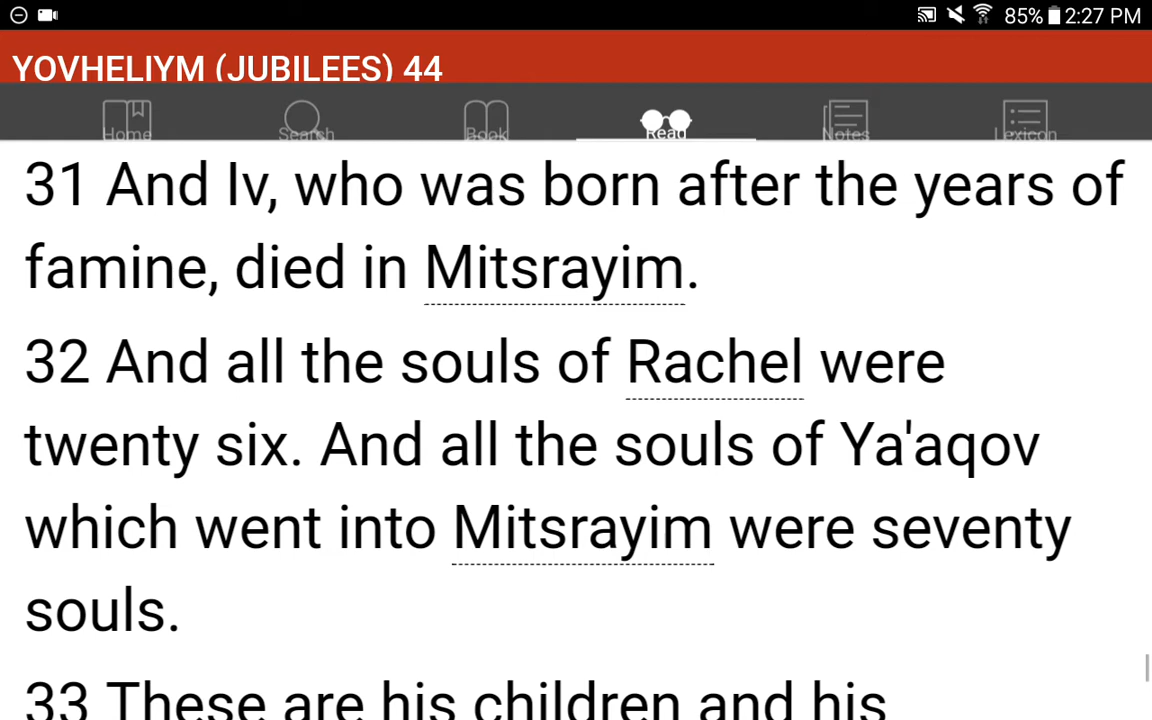 85% 2:27 PM
YOVHELIYM (JUBILEES) 44
Home Search Book Read Notes Lexicon
31 And Iv, who was born after the years of
famine, died in Mitsrayim.
32 And all the souls of Rachel were
twenty six. And all the souls of Ya'aqov
which went into Mitsrayim were seventy
souls.
33 These are his children and his